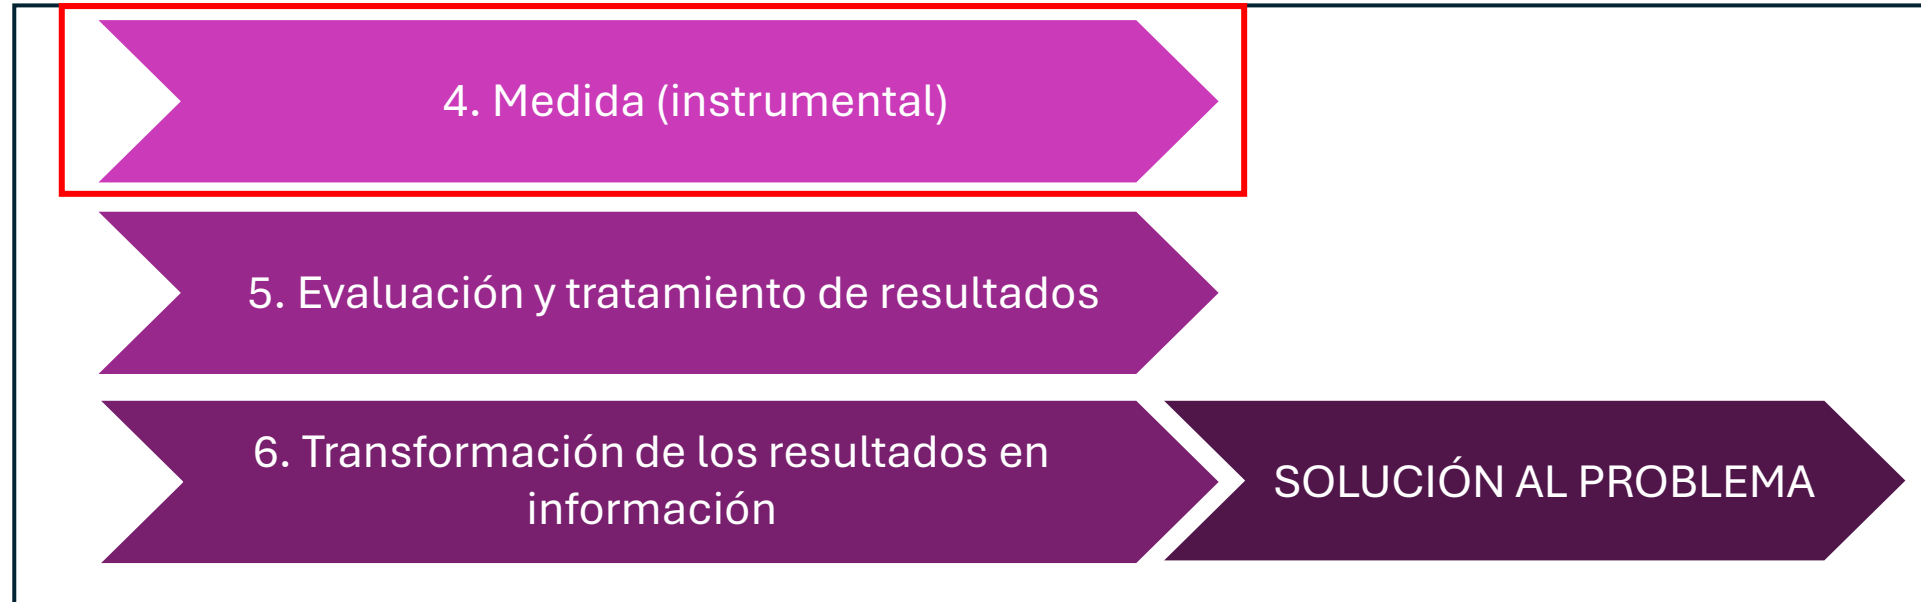 4. Medida (instrumental)
5. Evaluación y tratamiento de resultados
6. Transformación de los resultados en
información
SOLUCIÓN AL PROBLEMA